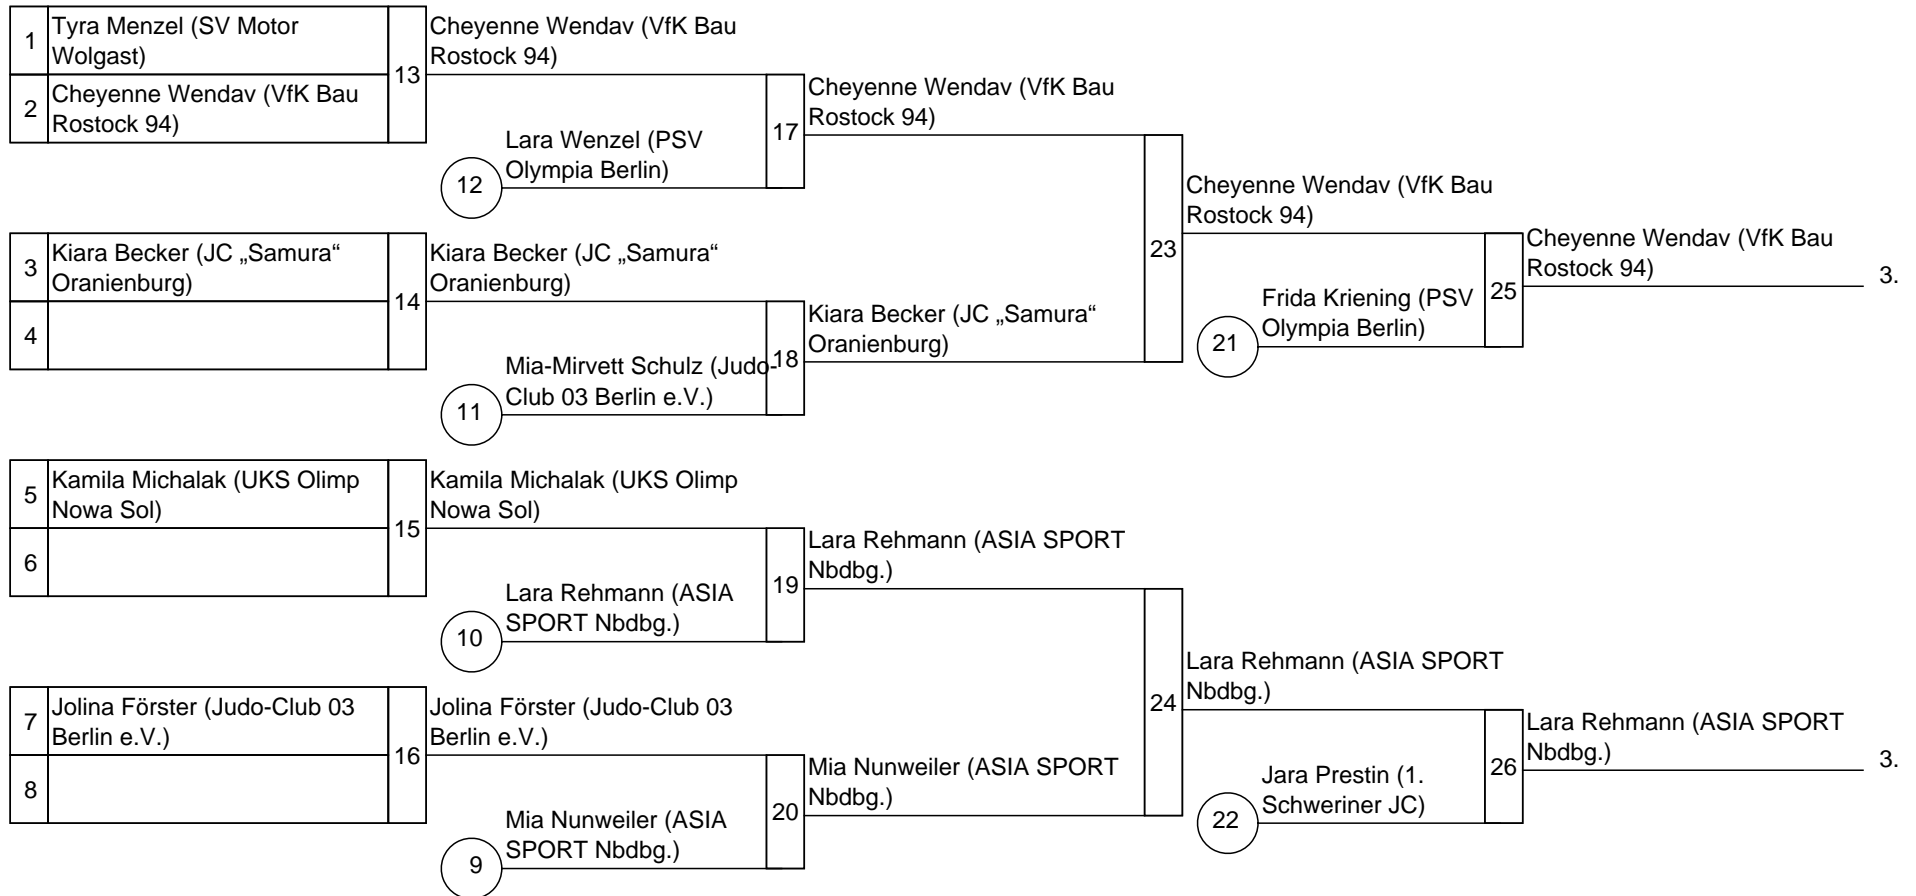 1
Tyra Menzel (SV Motor
Wolgast)
2
Cheyenne Wendav (VfK Bau
Rostock 94)
13
Cheyenne Wendav (VfK Bau
Rostock 94)
12
Lara Wenzel (PSV
Olympia Berlin)
17
Cheyenne Wendav (VfK Bau
Rostock 94)
3
Kiara Becker (JC „Samura“
Oranienburg)
4
14
Kiara Becker (JC „Samura“
Oranienburg)
11
Mia-Mirvett Schulz (Judo-
Club 03 Berlin e.V.)
18
Kiara Becker (JC „Samura“
Oranienburg)
23
Cheyenne Wendav (VfK Bau
Rostock 94)
21
Frida Kriening (PSV
Olympia Berlin)
25
Cheyenne Wendav (VfK Bau
Rostock 94)
3.
5
Kamila Michalak (UKS Olimp
Nowa Sol)
6
15
Kamila Michalak (UKS Olimp
Nowa Sol)
10
Lara Rehmann (ASIA
SPORT Nbdbg.)
19
Lara Rehmann (ASIA SPORT
Nbdbg.)
7
Jolina Förster (Judo-Club 03
Berlin e.V.)
8
16
Jolina Förster (Judo-Club 03
Berlin e.V.)
9
Mia Nunweiler (ASIA
SPORT Nbdbg.)
20
Mia Nunweiler (ASIA SPORT
Nbdbg.)
24
Lara Rehmann (ASIA SPORT
Nbdbg.)
22
Jara Prestin (1.
Schweriner JC)
26
Lara Rehmann (ASIA SPORT
Nbdbg.)
3.